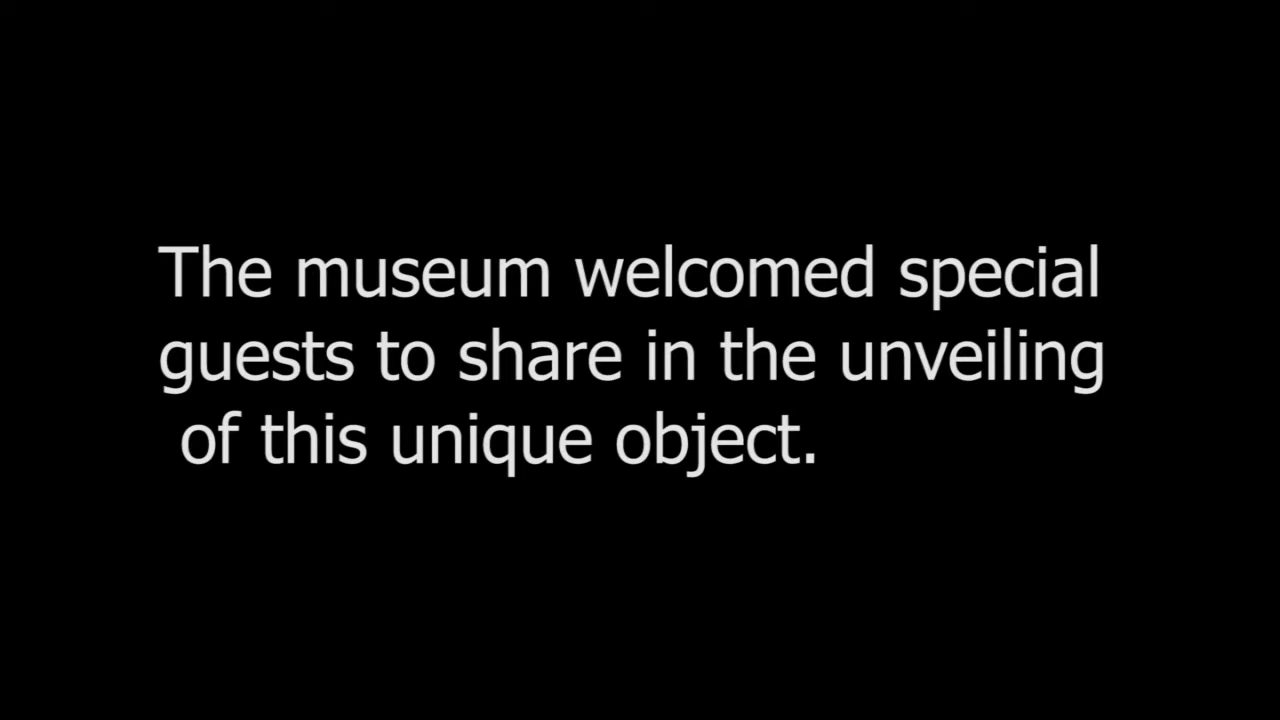 The museum welcomed special
guests to share in the unveiling
of this unique object.